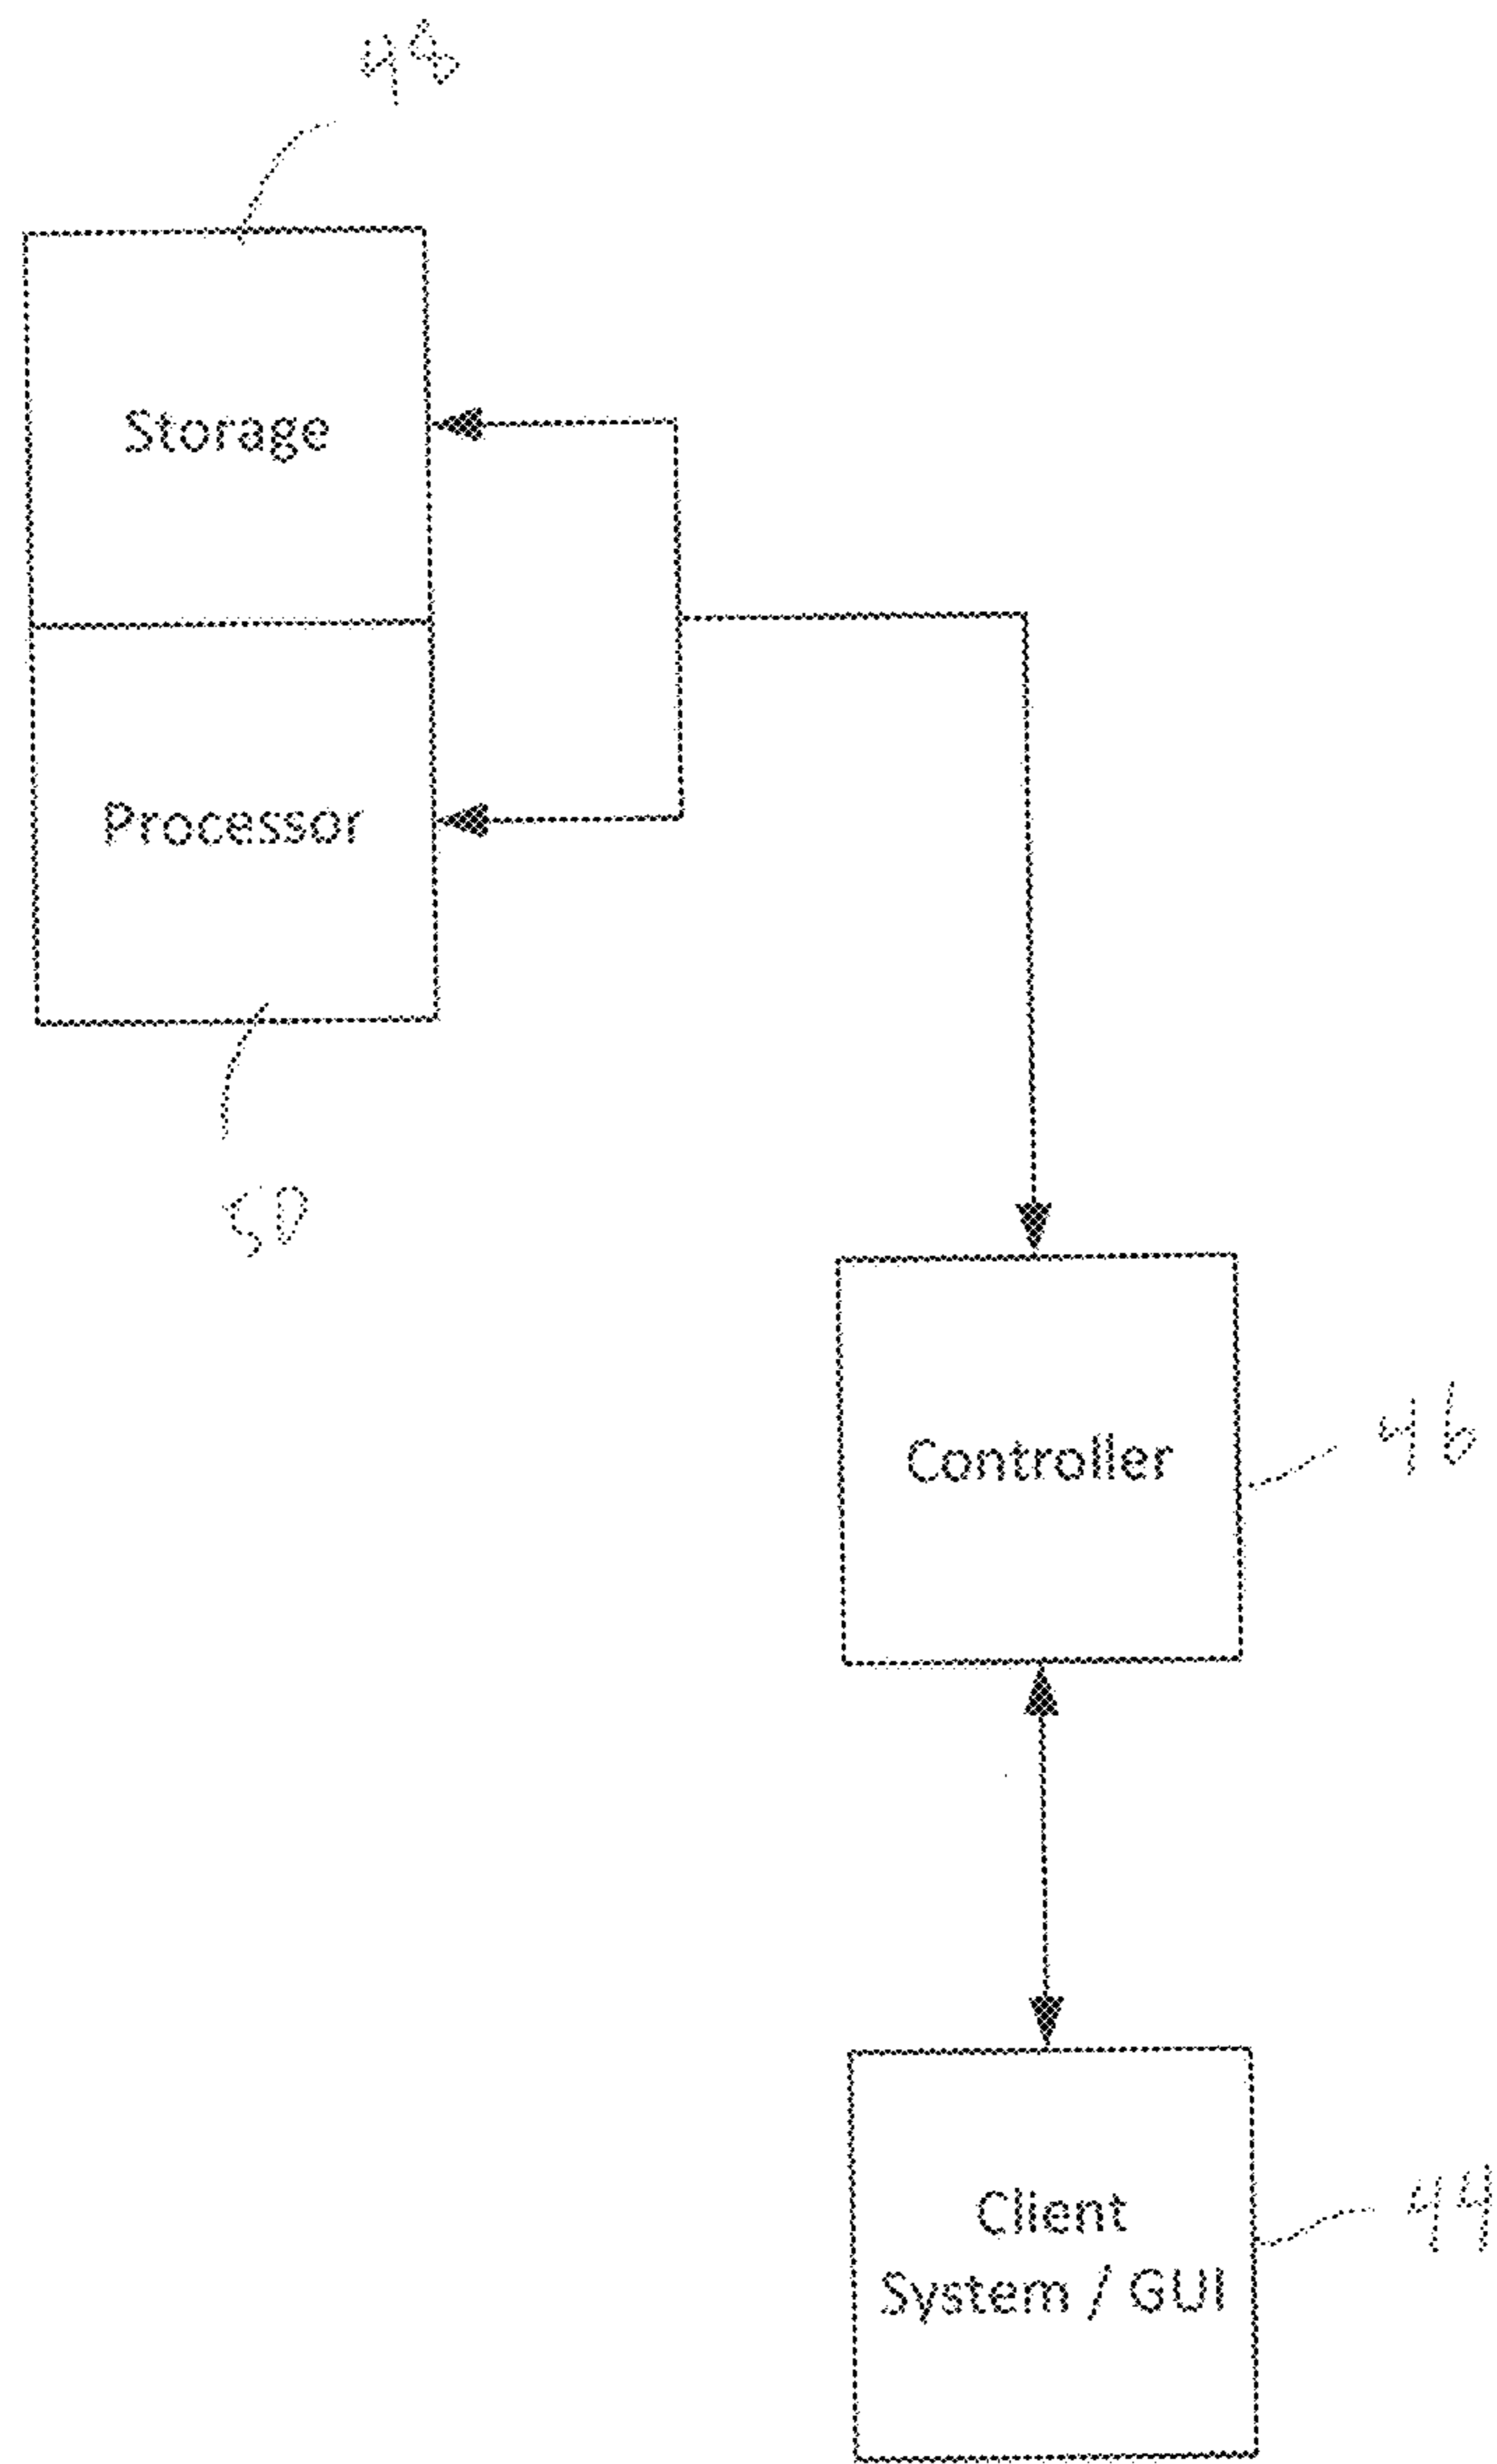 48
Storage
Processor
50
Controller
46
Client
System / GUI
44